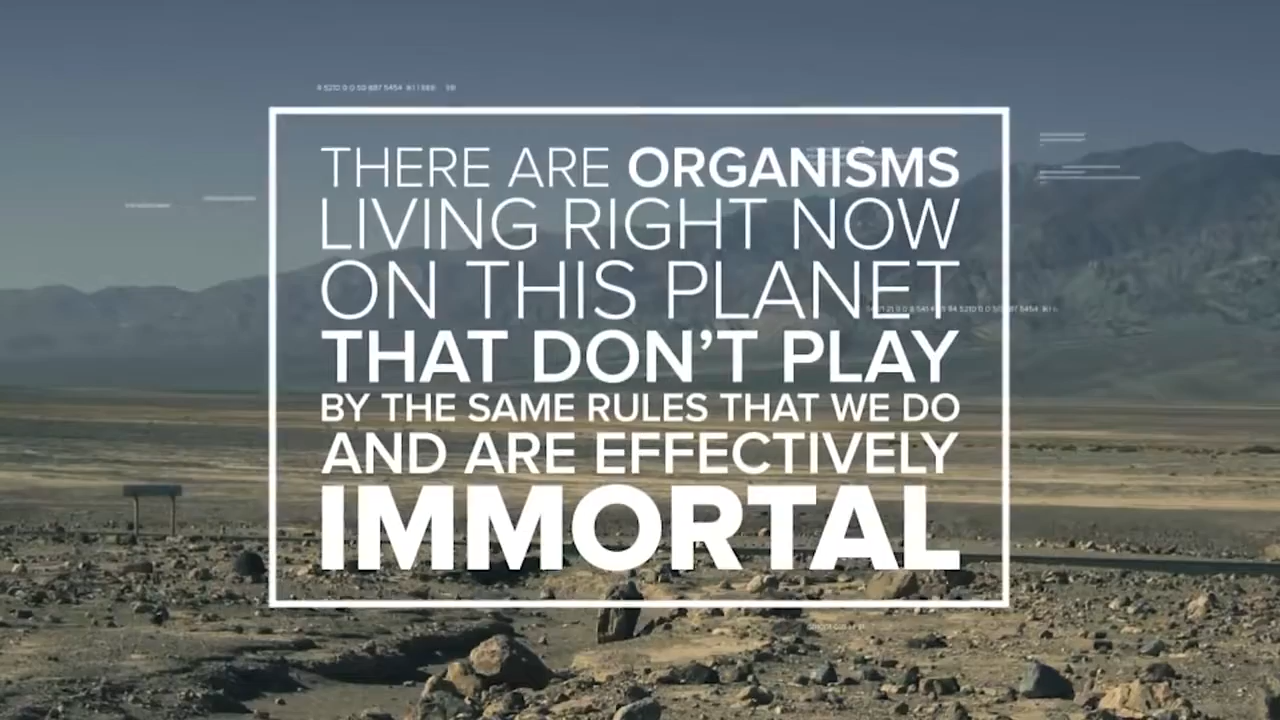 THERE ARE ORGANISMS
LIVING RIGHT NOW
ON THIS PLANET
THAT DON'T PLAY
BY THE SAME RULES THAT WE DO
AND ARE EFFECTIVELY
IMMORTAL